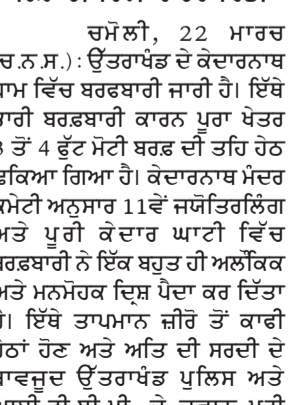 ਚਮੋਲੀ, 22 ਮਾਰਚ
(ਚ.ਨ.ਸ.): ਉੱਤਰਾਖੰਡ ਦੇ ਕੇਦਾਰਨਾਥ
ਧਾਮ ਵਿੱਚ ਬਰਫਬਾਰੀ ਜਾਰੀ ਹੈ। ਇੱਥੇ
ਭਾਰੀ ਬਰਫ਼ਬਾਰੀ ਕਾਰਨ ਪੂਰਾ ਖੇਤਰ
3 ਤੋਂ 4 ਫੁੱਟ ਮੋਟੀ ਬਰਫ਼ ਦੀ ਤਹਿ ਹੇਠ
ਢਕਿਆ ਗਿਆ ਹੈ। ਕੇਦਾਰਨਾਥ ਮੰਦਰ
ਕਮੇਟੀ ਅਨੁਸਾਰ 11ਵੇਂ ਜਯੋਤਿਰਲਿੰਗ
ਅਤੇ ਪੂਰੀ ਕੇਦਾਰ ਘਾਟੀ ਵਿੱਚ
ਬਰਫ਼ਬਾਰੀ ਨੇ ਇੱਕ ਬਹੁਤ ਹੀ ਅਲੌਕਿਕ
ਅਤੇ ਮਨਮੋਹਕ ਦ੍ਰਿਸ਼ ਪੈਦਾ ਕਰ ਦਿੱਤਾ
ਹੈ। ਇੱਥੇ ਤਾਪਮਾਨ ਜ਼ੀਰੋ ਤੋਂ ਕਾਫੀ
ਹੇਠਾਂ ਹੋਣ ਅਤੇ ਅਤਿ ਦੀ ਸਰਦੀ ਦੇ
ਬਾਵਜੂਦ ਉੱਤਰਾਖੰਡ ਪੁਲਿਸ ਅਤੇ